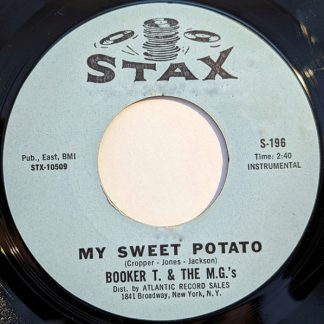 STAX
Pub., East, BMI
STX-10509
S-196
Time: 2:40
INSTRUMENTAL
MY SWEET POTATO
(Cropper - Jones - Jackson)
BOOKER T. & THE M.G.'s
Dist. by ATLANTIC RECORD SALES
1841 Broadway, New York, N.Y.